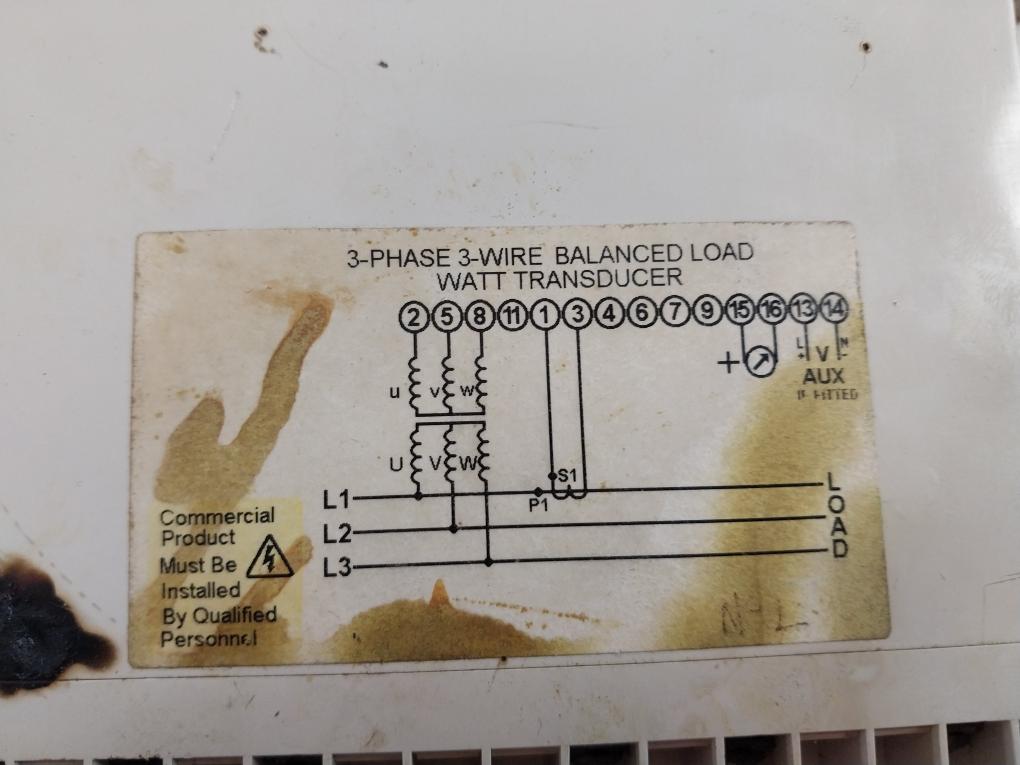 3-PHASE 3-WIRE BALANCED LOAD
WATT TRANSDUCER
2 5 8 11 1 3 4 6 7 9 15 16 13 14
+ L + V N -
AUX
IF FITTED
u v w
U V W
S1
P1
L1
L2
L3
LOAD
Commercial
Product
Must Be
Installed
By Qualified
Personnel